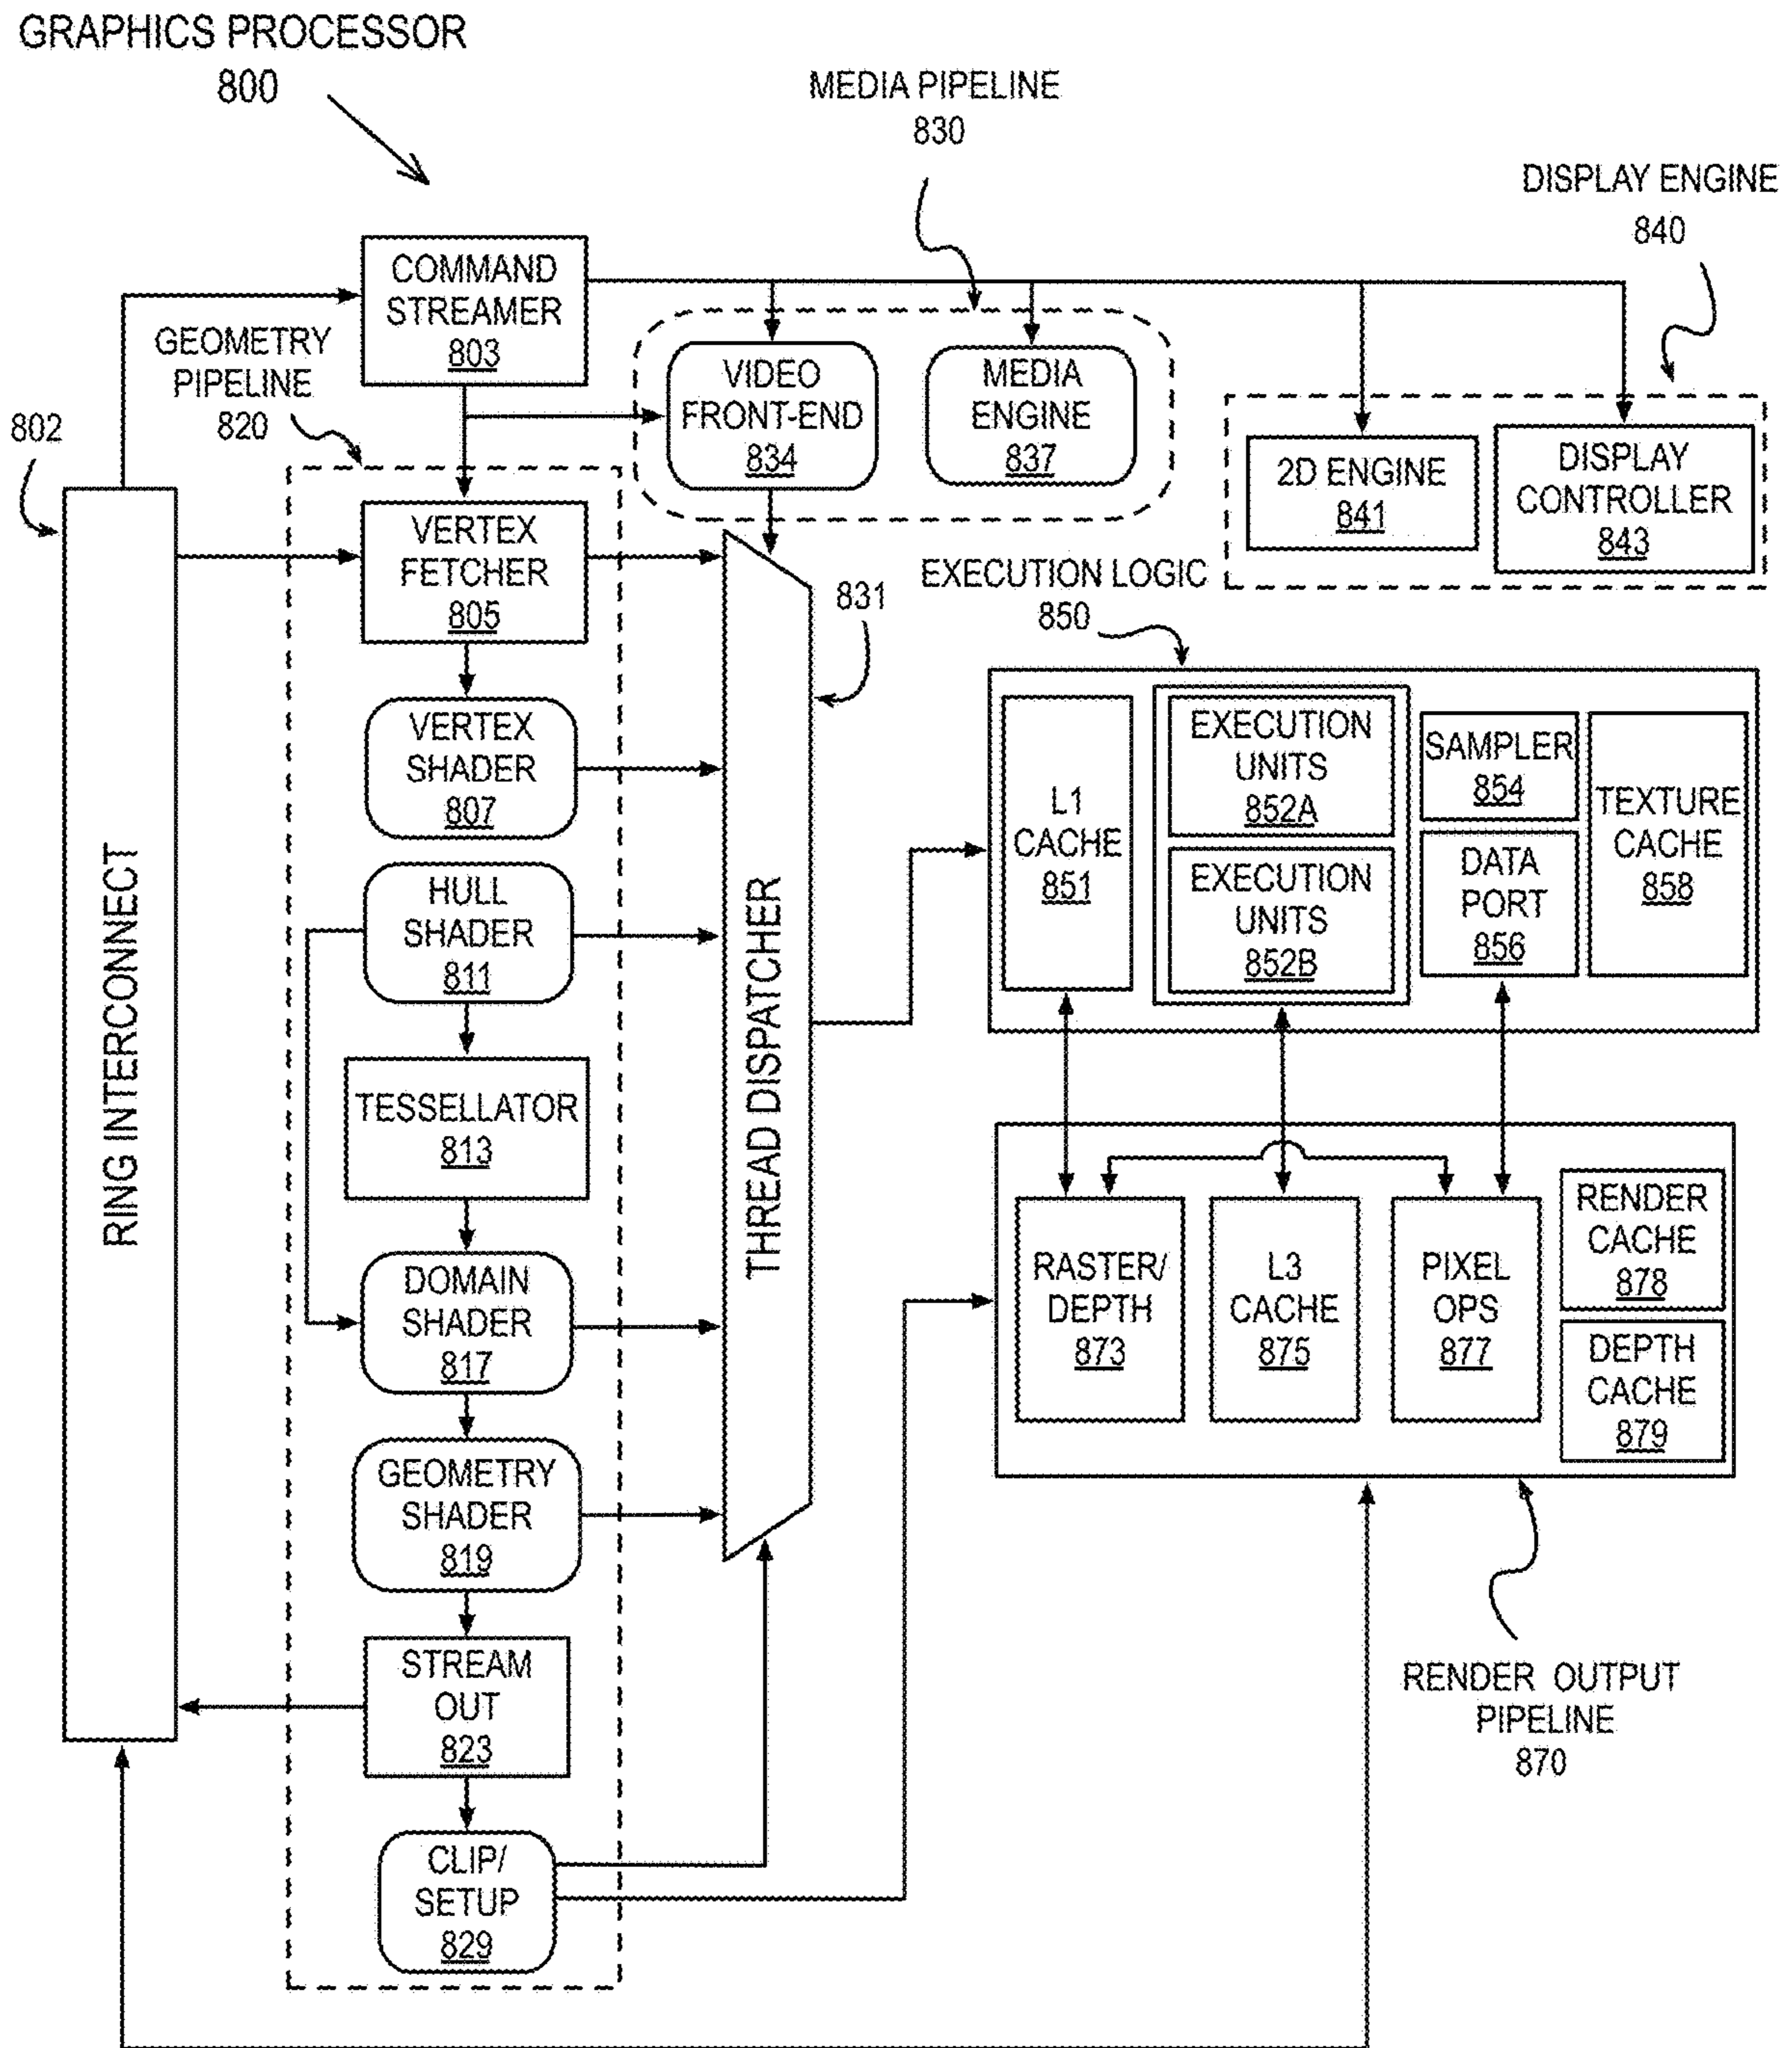 GRAPHICS PROCESSOR
800
MEDIA PIPELINE
830
DISPLAY ENGINE
840
COMMAND
STREAMER
803
GEOMETRY
PIPELINE
820
802
VIDEO
FRONT-END
834
MEDIA
ENGINE
837
2D ENGINE
841
DISPLAY
CONTROLLER
843
RING INTERCONNECT
VERTEX
FETCHER
805
VERTEX
SHADER
807
HULL
SHADER
811
TESSELLATOR
813
DOMAIN
SHADER
817
GEOMETRY
SHADER
819
STREAM
OUT
823
CLIP/
SETUP
829
THREAD DISPATCHER
831
EXECUTION LOGIC
850
L1
CACHE
851
EXECUTION
UNITS
852A
EXECUTION
UNITS
852B
SAMPLER
854
DATA
PORT
856
TEXTURE
CACHE
858
RASTER/
DEPTH
873
L3
CACHE
875
PIXEL
OPS
877
RENDER
CACHE
878
DEPTH
CACHE
879
RENDER OUTPUT
PIPELINE
870